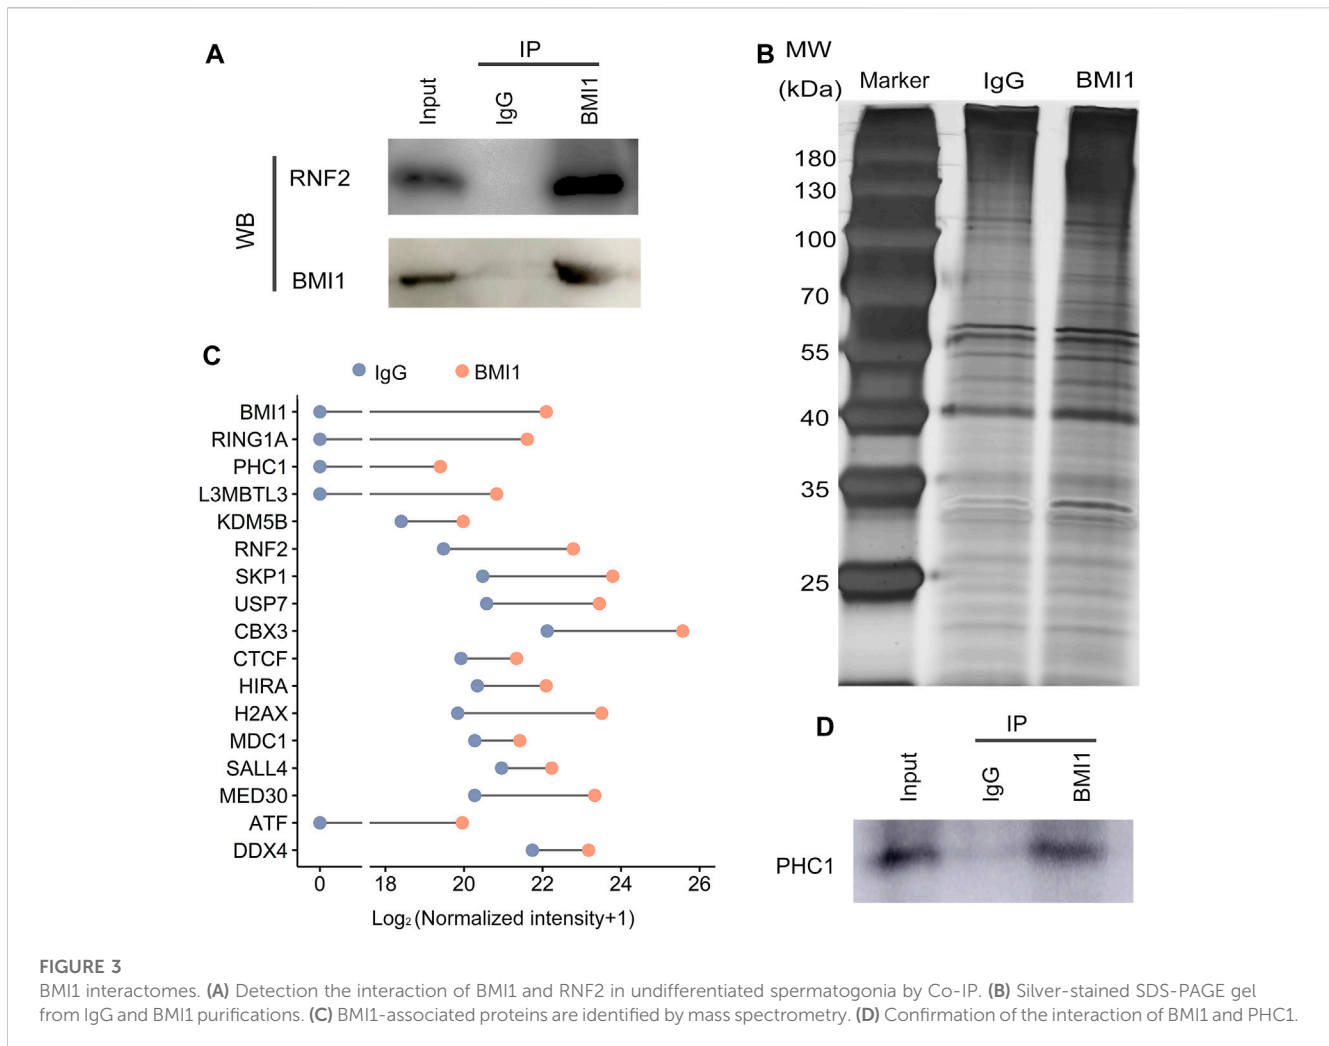 A
IP
Input
IgG
BMI1
WB
RNF2
BMI1
B
MW
(kDa)
Marker
IgG
BMI1
180
130
100
70
55
40
35
25
C
IgG
BMI1
BMI1
RING1A
PHC1
L3MBTL3
KDM5B
RNF2
SKP1
USP7
CBX3
CTCF
HIRA
H2AX
MDC1
SALL4
MED30
ATF
DDX4
0 18 20 22 24 26
Log₂ (Normalized intensity+1)
D
IP
Input
IgG
BMI1
PHC1
FIGURE 3
BMI1 interactomes. (A) Detection the interaction of BMI1 and RNF2 in undifferentiated spermatogonia by Co-IP. (B) Silver-stained SDS-PAGE gel
from IgG and BMI1 purifications. (C) BMI1-associated proteins are identified by mass spectrometry. (D) Confirmation of the interaction of BMI1 and PHC1.